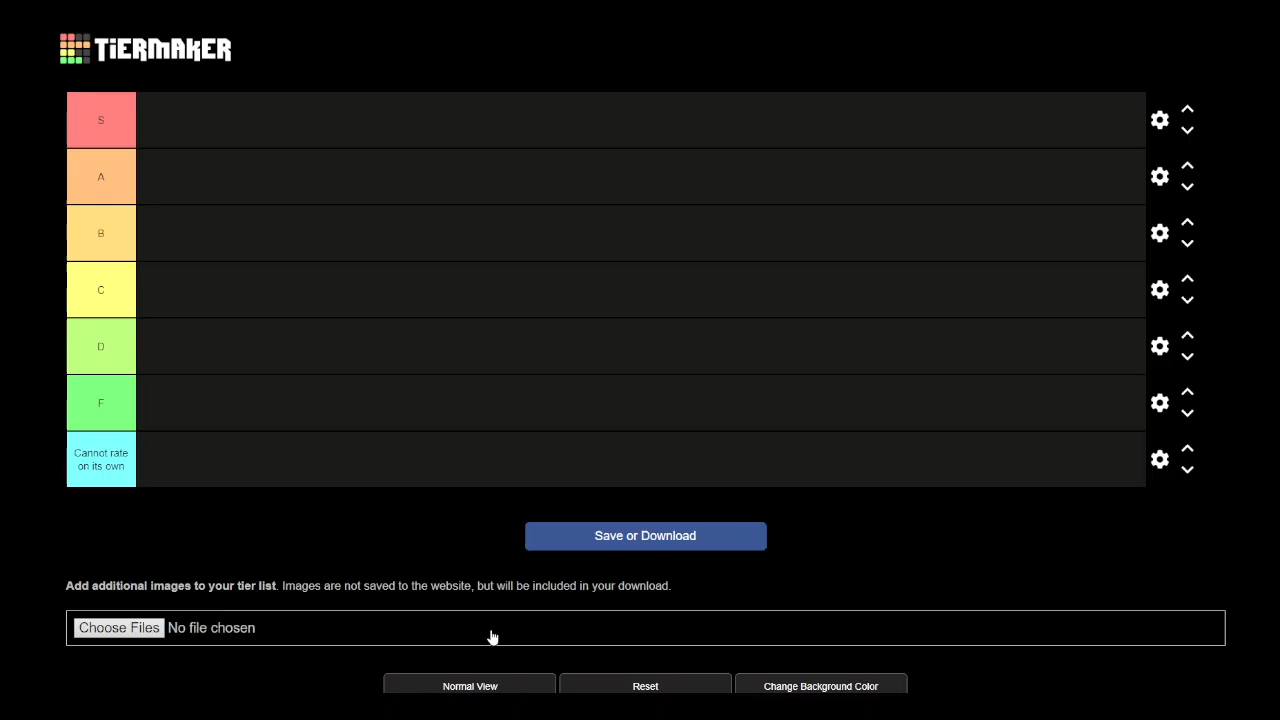 TiERMAKER
S
A
B
C
D
F
Cannot rate
on its own
Save or Download
Add additional images to your tier list. Images are not saved to the website, but will be included in your download.
Choose Files No file chosen
Normal View Reset Change Background Color